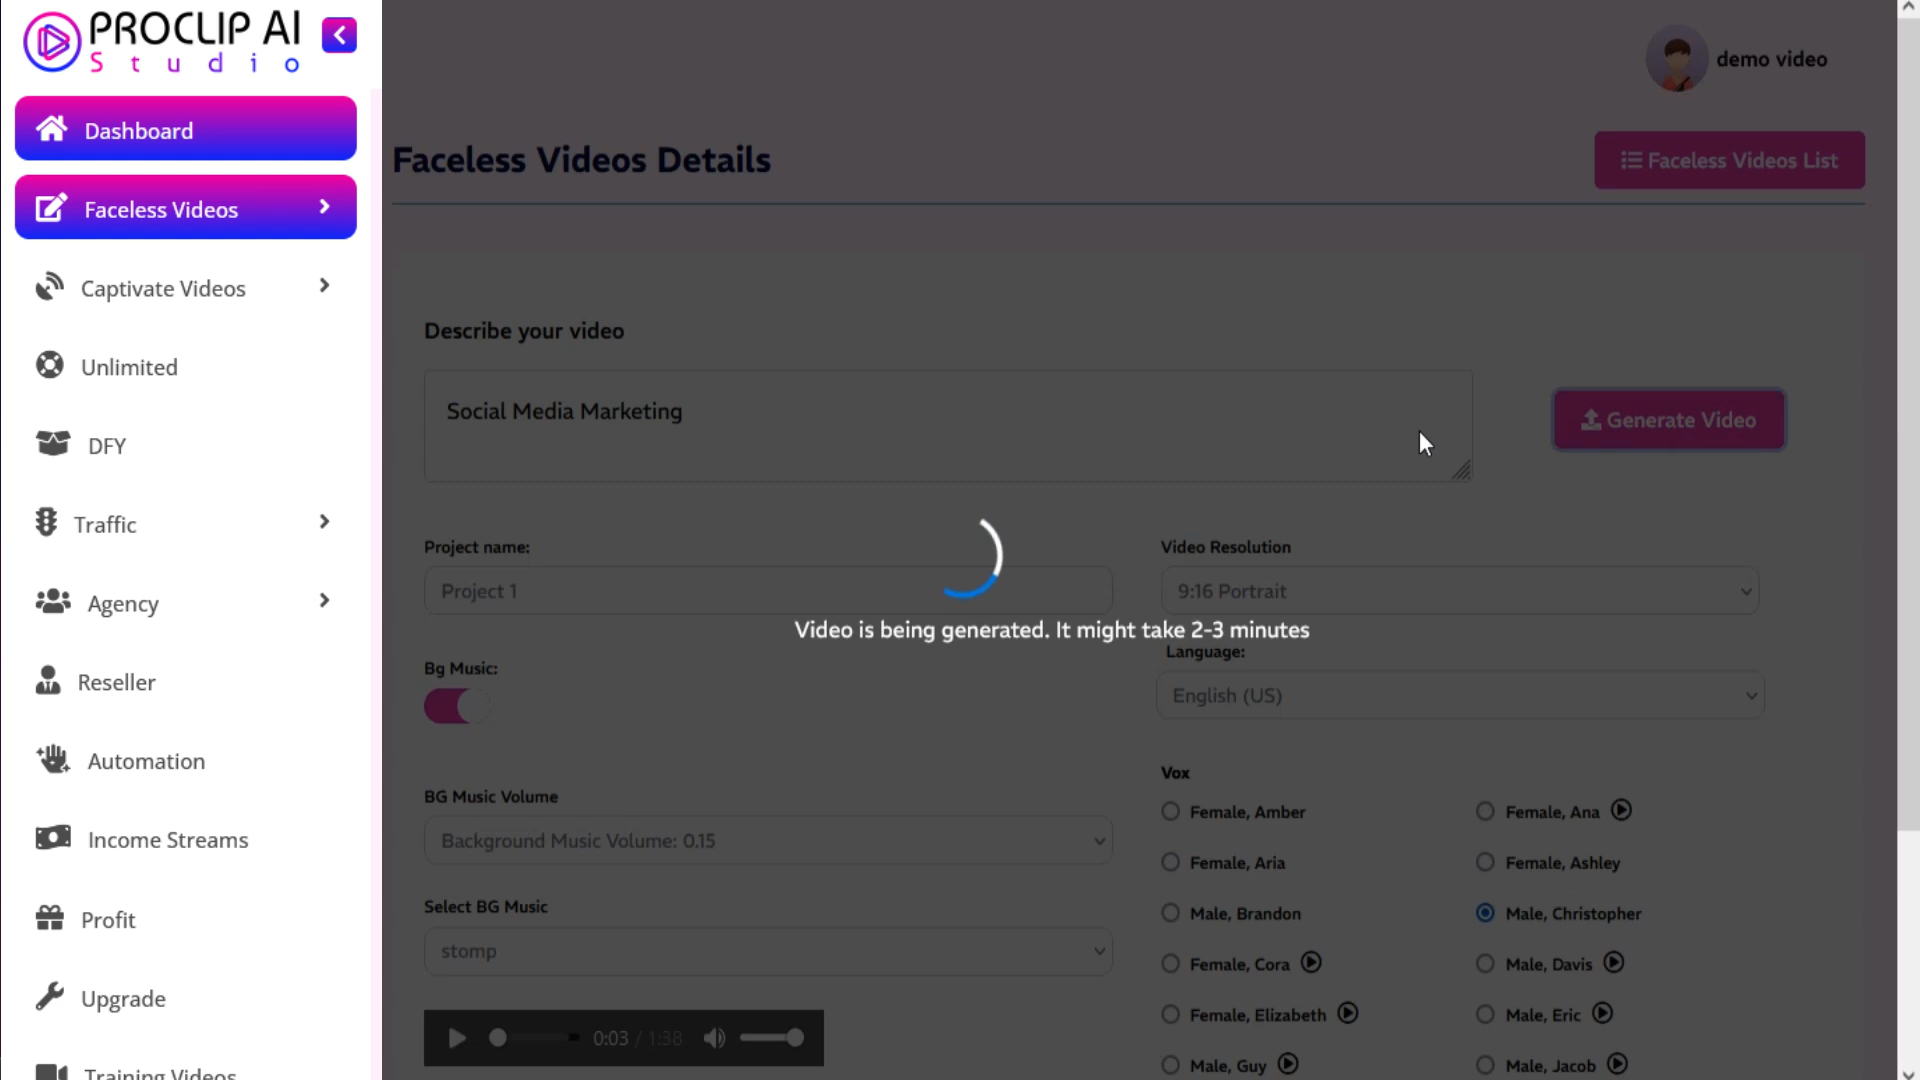 PROCLIP AI
Studio
demo video
Dashboard
Faceless Videos Details
Faceless Videos List
Faceless Videos
Captivate Videos
Describe your video
Unlimited
Social Media Marketing
Generate Video
DFY
Traffic
Project name:
Video Resolution
Project 1
9:16 Portrait
Agency
Video is being generated. It might take 2-3 minutes
Language:
Bg Music:
Reseller
English (US)
Automation
Vox
BG Music Volume
Female, Amber
Female, Ana
Income Streams
Background Music Volume: 0.15
Female, Aria
Female, Ashley
Select BG Music
Male, Brandon
Male, Christopher
Profit
stomp
Female, Cora
Male, Davis
Upgrade
Female, Elizabeth
Male, Eric
0:03 / 1:38
Male, Guy
Male, Jacob
Training Videos